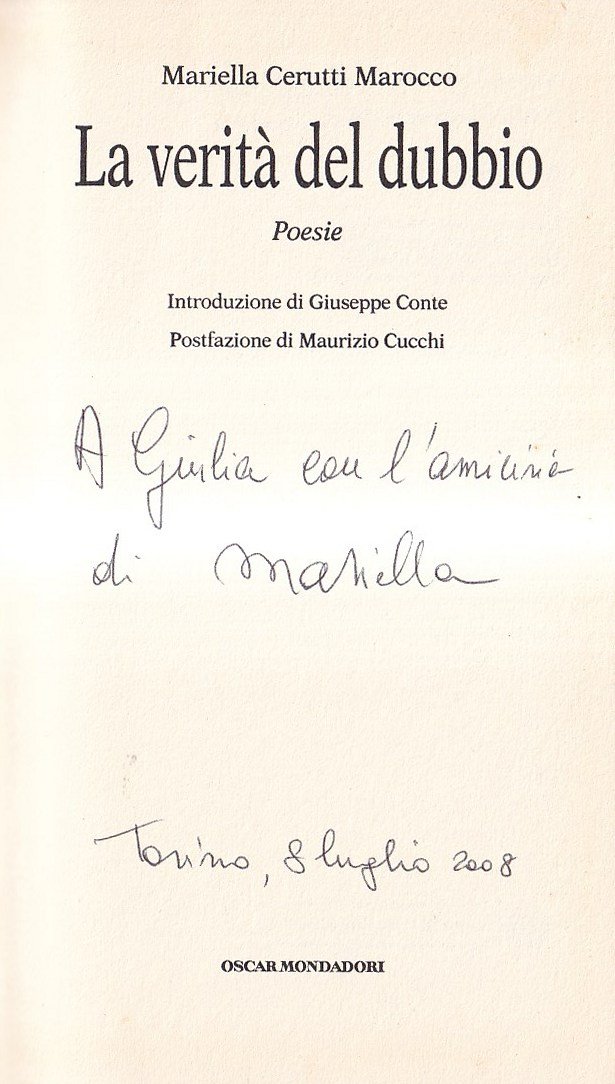 Mariella Cerutti Marocco
La verità del dubbio
Poesie
Introduzione di Giuseppe Conte
Postfazione di Maurizio Cucchi
A Giulia con l'amicizia
di Mariella
Torino, 8 luglio 2008
OSCAR MONDADORI